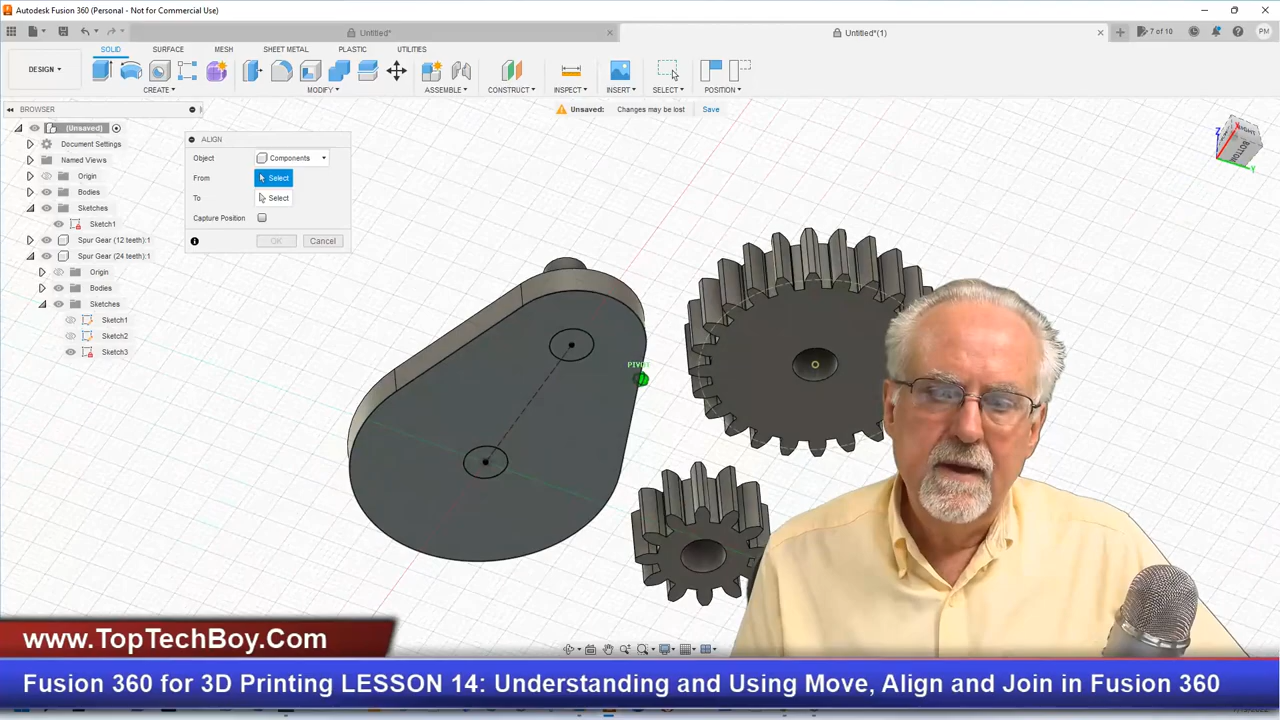 Autodesk Fusion 360 (Personal - Not for Commercial Use)
Untitled*
Untitled*(1)
7 of 10
PM
SOLID
SURFACE
MESH
SHEET METAL
PLASTIC
UTILITIES
DESIGN
CREATE
MODIFY
ASSEMBLE
CONSTRUCT
INSPECT
INSERT
SELECT
POSITION
BROWSER
Unsaved: Changes may be lost Save
(Unsaved)
Document Settings
Named Views
Origin
Bodies
Sketches
Sketch1
Spur Gear (12 teeth):1
Spur Gear (24 teeth):1
Origin
Bodies
Sketches
Sketch1
Sketch2
Sketch3
ALIGN
Object Components
From Select
To Select
Capture Position
OK Cancel
Z
X
Y
BOTTOM
www.TopTechBoy.Com
Fusion 360 for 3D Printing LESSON 14: Understanding and Using Move, Align and Join in Fusion 360